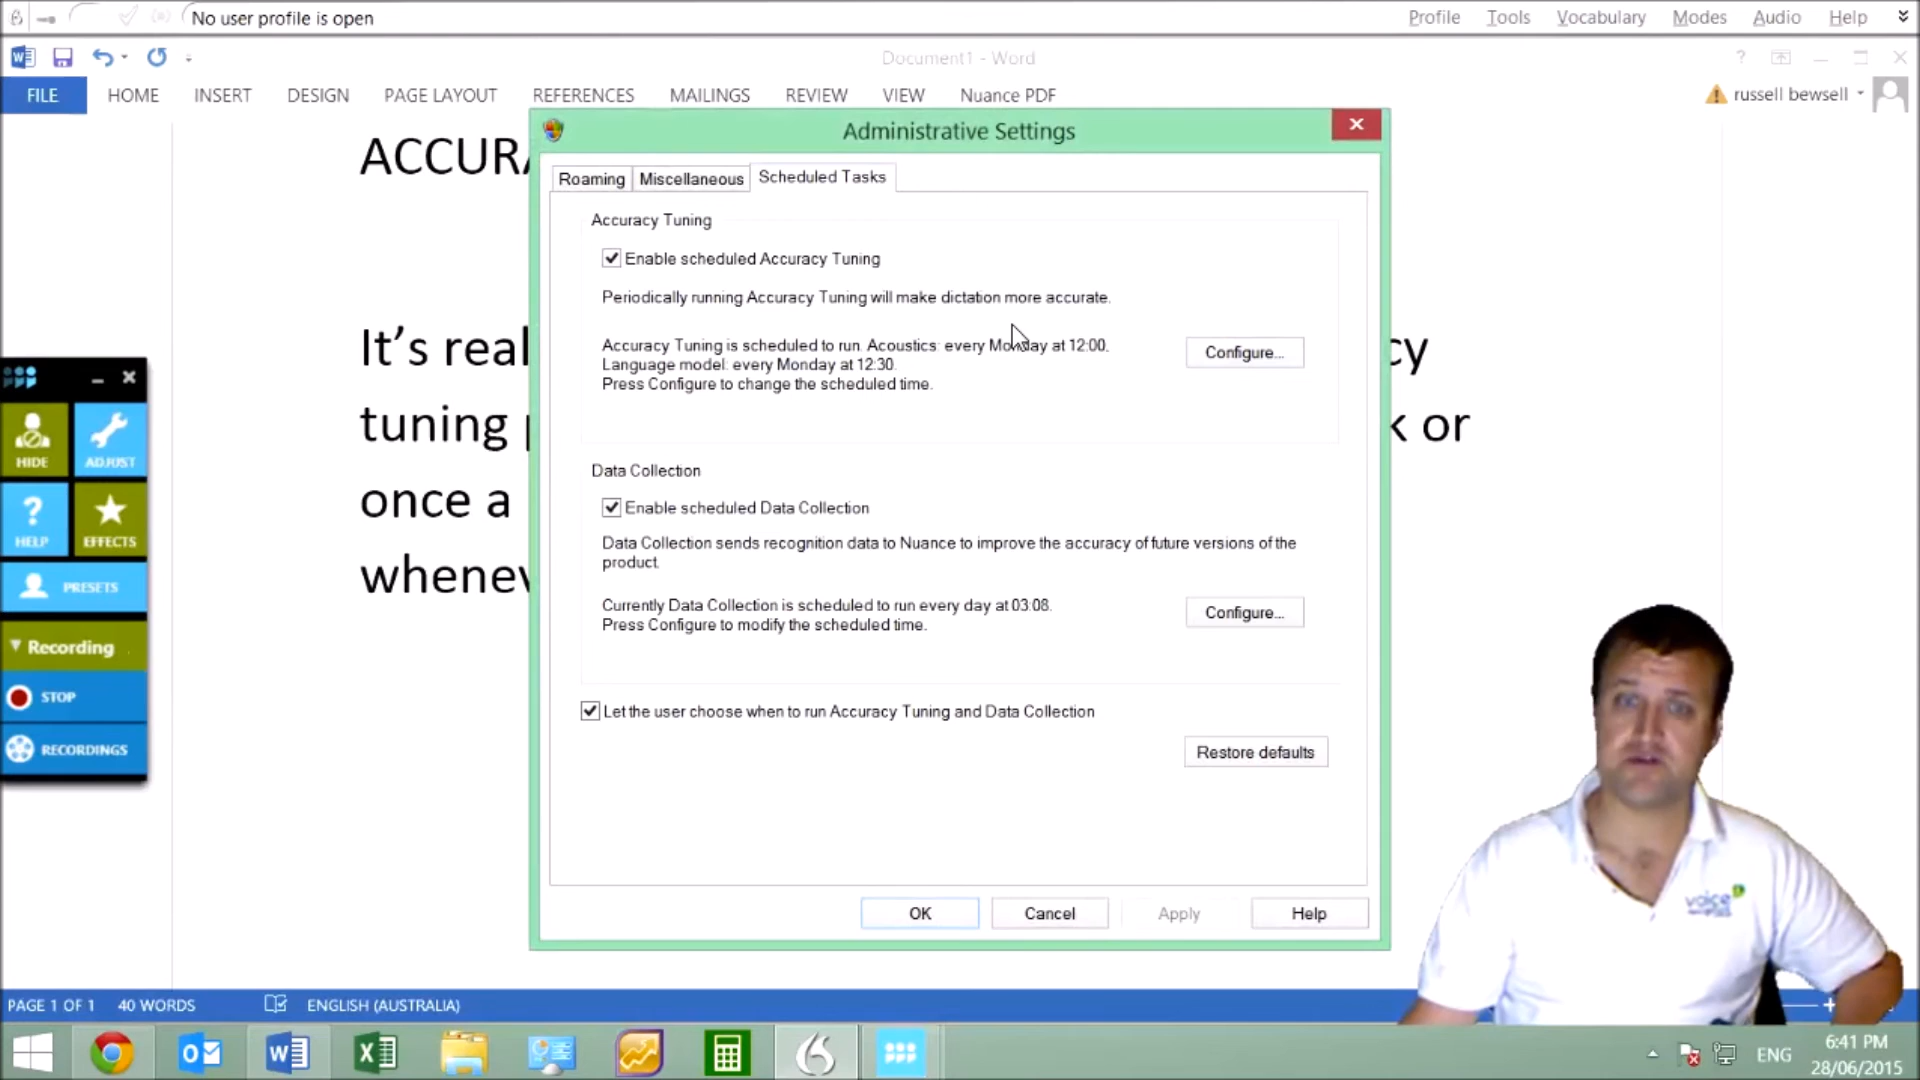 No user profile is open
Profile Tools Vocabulary Modes Audio Help
Document1 - Word
FILE HOME INSERT DESIGN PAGE LAYOUT REFERENCES MAILINGS REVIEW VIEW Nuance PDF
russell bewsell
Administrative Settings
Roaming Miscellaneous Scheduled Tasks
Accuracy Tuning
Enable scheduled Accuracy Tuning
Periodically running Accuracy Tuning will make dictation more accurate.
Accuracy Tuning is scheduled to run. Acoustics: every Monday at 12:00.
Language model: every Monday at 12:30.
Press Configure to change the scheduled time.
Configure...
Data Collection
Enable scheduled Data Collection
Data Collection sends recognition data to Nuance to improve the accuracy of future versions of the
product.
Currently Data Collection is scheduled to run every day at 03:08.
Press Configure to modify the scheduled time.
Configure...
Let the user choose when to run Accuracy Tuning and Data Collection
Restore defaults
OK Cancel Apply Help
ACCURA
It's real cy
tuning k or
once a
whenev
HIDE ADJUST
HELP EFFECTS
PRESETS
Recording
STOP
RECORDINGS
voice
PAGE 1 OF 1 40 WORDS ENGLISH (AUSTRALIA)
ENG
6:41 PM
28/06/2015